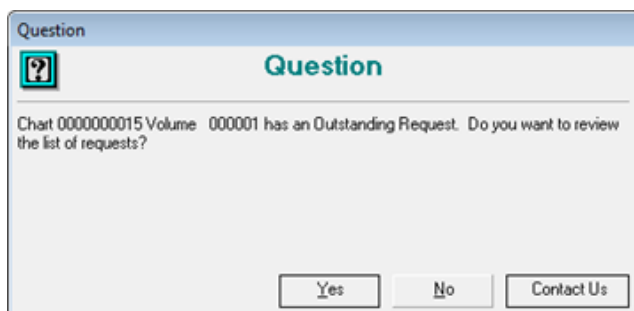 Question
Question
Chart 0000000015 Volume 000001 has an Outstanding Request. Do you want to review
the list of requests?
Yes No Contact Us